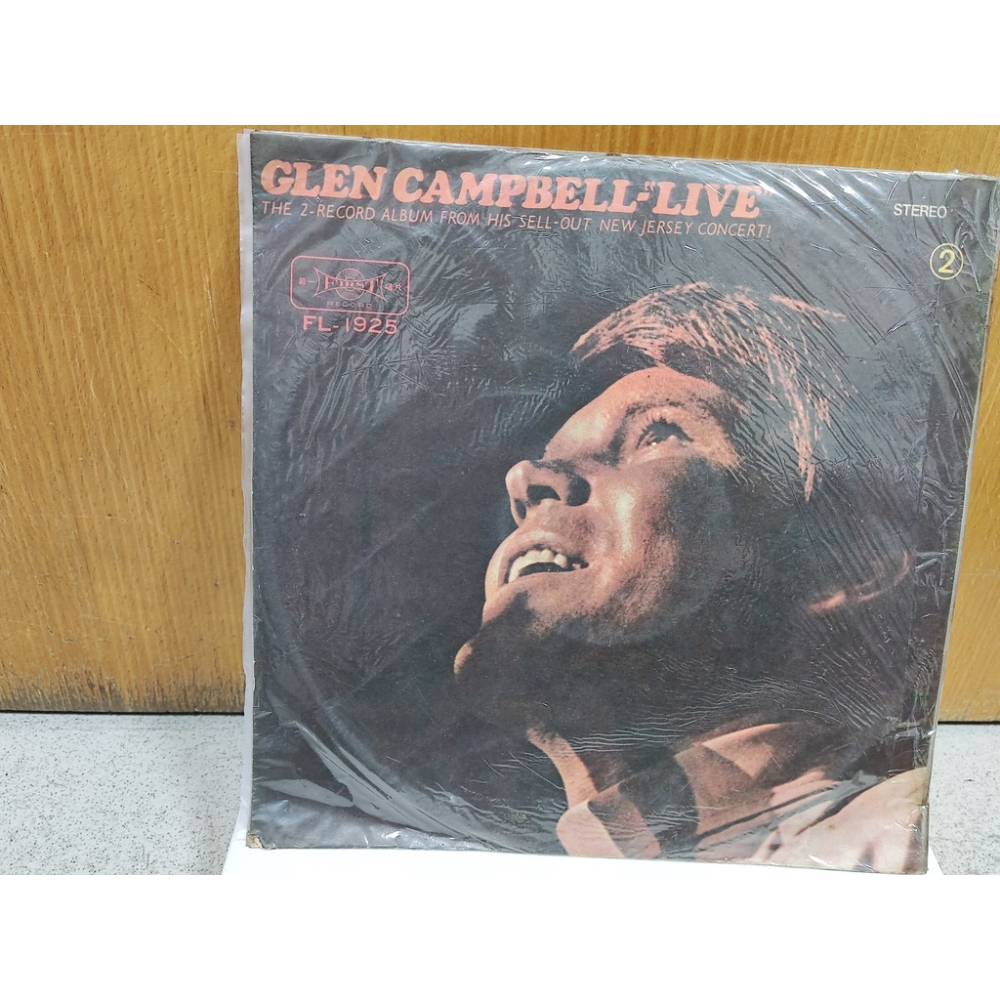 GLEN CAMPBELL-"LIVE"
THE 2-RECORD ALBUM FROM HIS SELL-OUT NEW JERSEY CONCERT!
STEREO
2
FIRST
RECORD
FL-1925